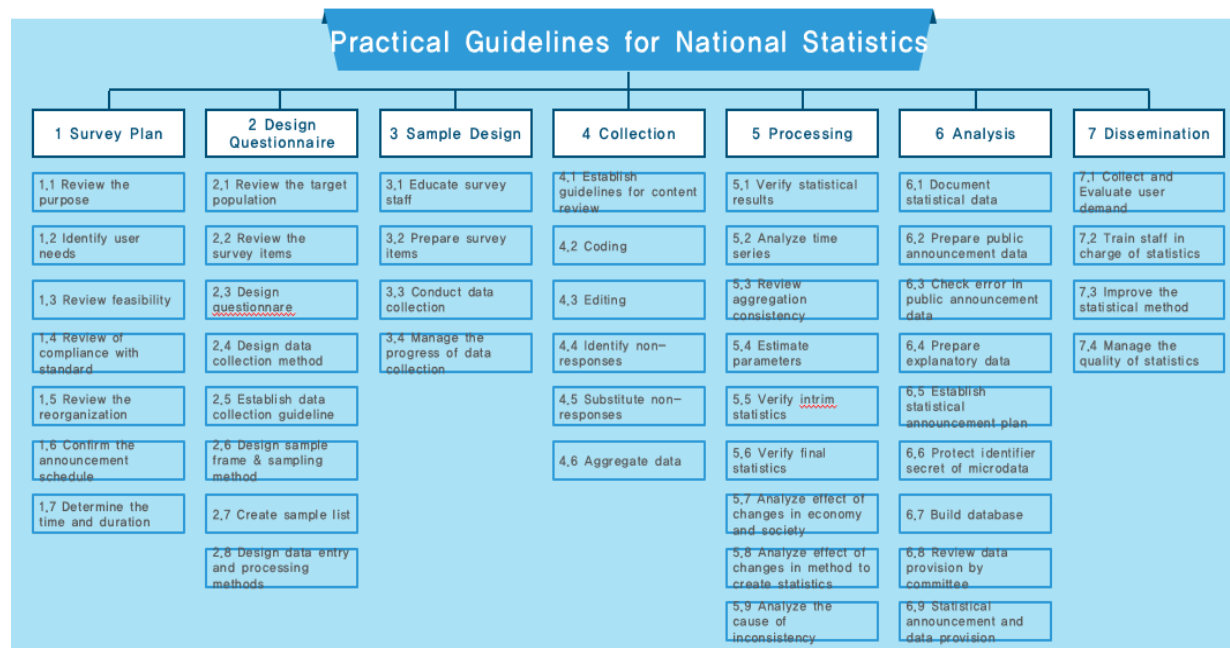 Practical Guidelines for National Statistics
1 Survey Plan
1.1 Review the
purpose
1.2 Identify user
needs
1.3 Review feasibility
1.4 Review of
compliance with
standard
1.5 Review the
reorganization
1.6 Confirm the
announcement
schedule
1.7 Determine the
time and duration
2 Design
Questionnaire
2.1 Review the target
population
2.2 Review the
survey items
2.3 Design
questionnare
2.4 Design data
collection method
2.5 Establish data
collection guideline
2.6 Design sample
frame & sampling
method
2.7 Create sample list
2.8 Design data entry
and processing
methods
3 Sample Design
3.1 Educate survey
staff
3.2 Prepare survey
items
3.3 Conduct data
collection
3.4 Manage the
progress of data
collection
4 Collection
4.1 Establish
guidelines for content
review
4.2 Coding
4.3 Editing
4.4 Identify non-
responses
4.5 Substitute non-
responses
4.6 Aggregate data
5 Processing
5.1 Verify statistical
results
5.2 Analyze time
series
5.3 Review
aggregation
consistency
5.4 Estimate
parameters
5.5 Verify intrim
statistics
5.6 Verify final
statistics
5.7 Analyze effect of
changes in economy
and society
5.8 Analyze effect of
changes in method to
create statistics
5.9 Analyze the
cause of
inconsistency
6 Analysis
6.1 Document
statistical data
6.2 Prepare public
announcement data
6.3 Check error in
public announcement
data
6.4 Prepare
explanatory data
6.5 Establish
statistical
announcement plan
6.6 Protect identifier
secret of microdata
6.7 Build database
6.8 Review data
provision by
committee
6.9 Statistical
announcement and
data provision
7 Dissemination
7.1 Collect and
Evaluate user
demand
7.2 Train staff in
charge of statistics
7.3 Improve the
statistical method
7.4 Manage the
quality of statistics